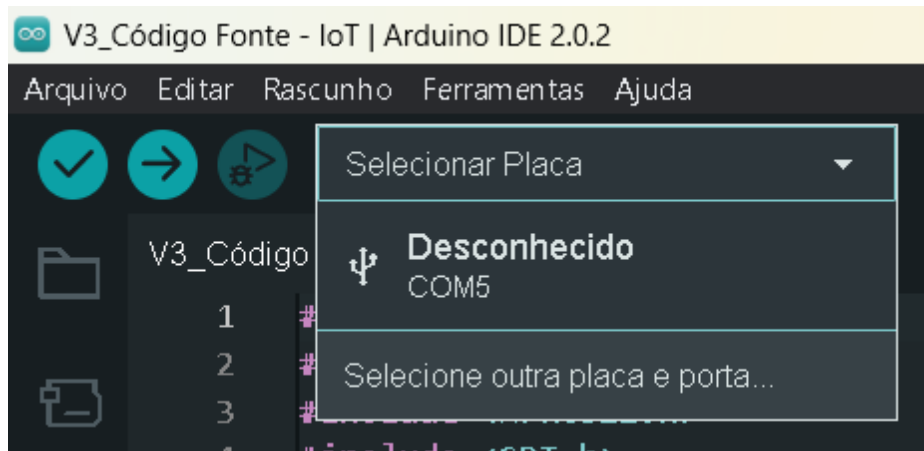 V3_Código Fonte - IoT | Arduino IDE 2.0.2
Arquivo Editar Rascunho Ferramentas Ajuda
Selecionar Placa
V3_Código
Desconhecido
COM5
1 #
2 #
Selecione outra placa e porta...
3 #